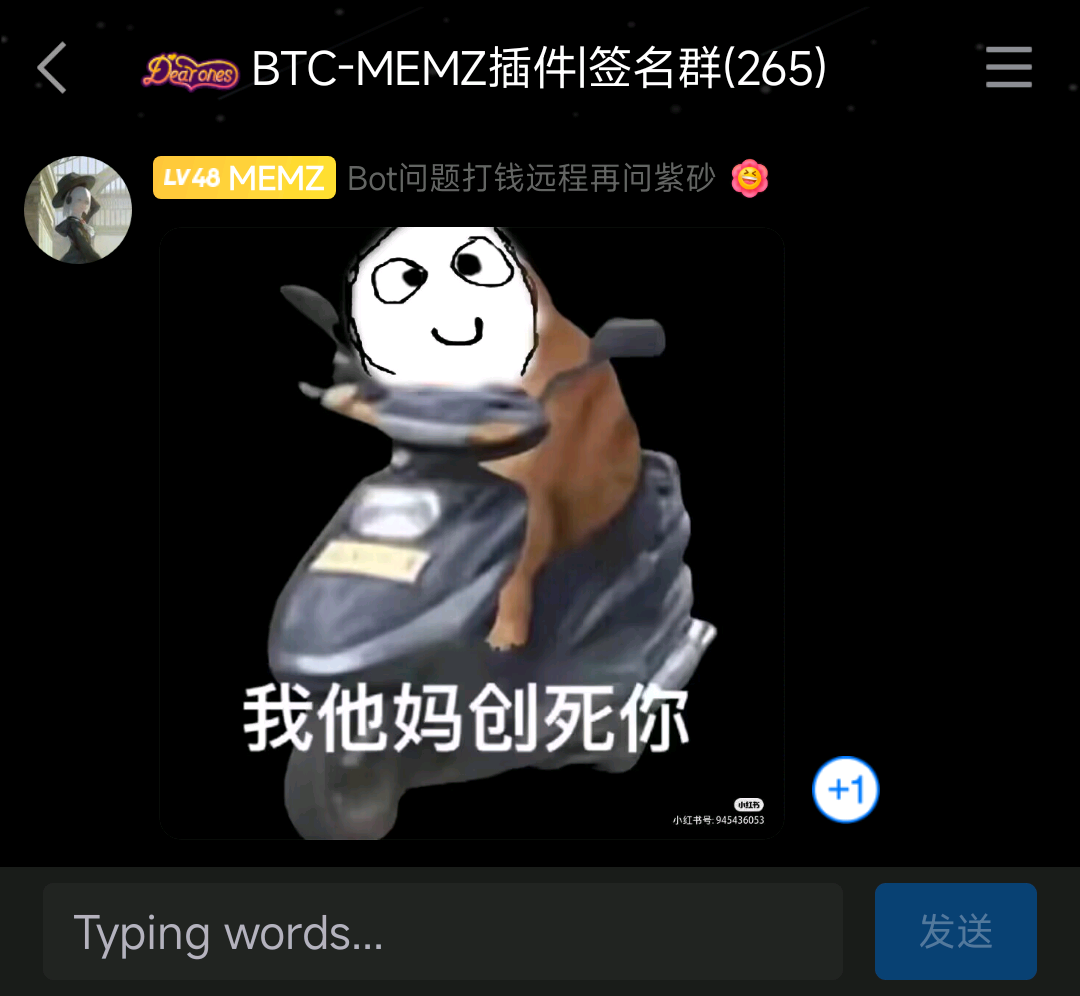 Dear ones
BTC-MEMZ插件|签名群(265)
LV48 MEMZ Bot问题打钱远程再问紫砂
我他妈创死你
小红书
小红书号: 945436053
+1
Typing words...
发送